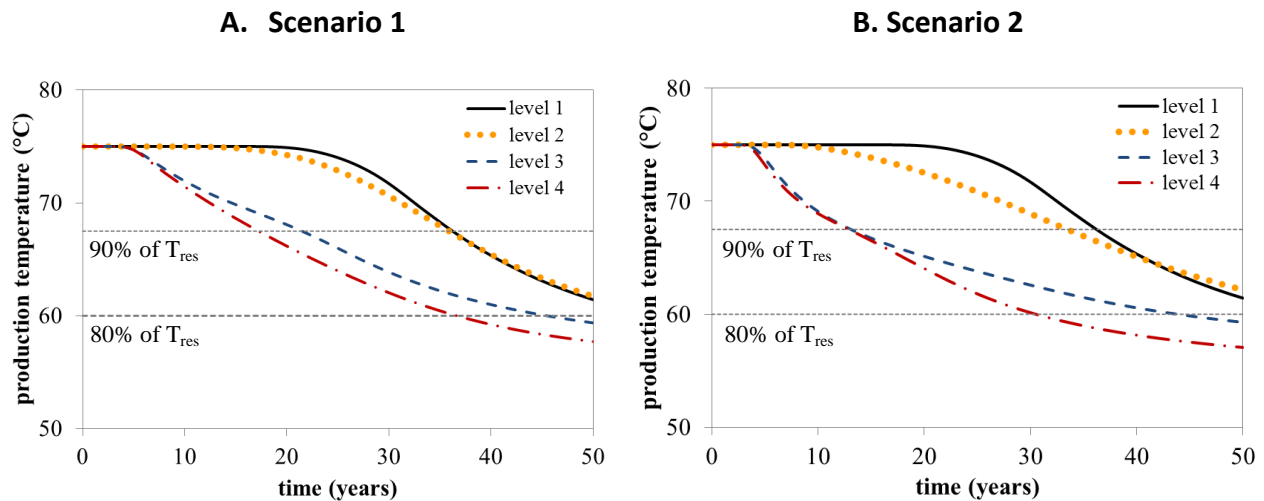 A. Scenario 1
production temperature (°C)
80
70
60
50
level 1
level 2
level 3
level 4
90% of Tres
80% of Tres
0 10 20 30 40 50
time (years)
B. Scenario 2
production temperature (°C)
80
70
60
50
level 1
level 2
level 3
level 4
90% of Tres
80% of Tres
0 10 20 30 40 50
time (years)